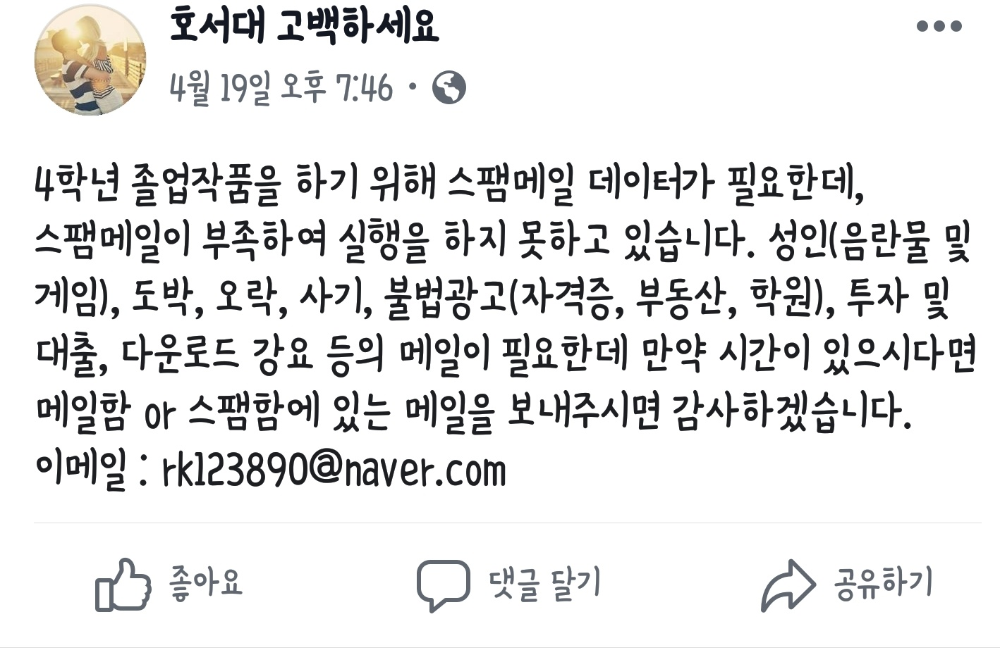 호서대 고백하세요
4월 19일 오후 7:46 ·
4학년 졸업작품을 하기 위해 스팸메일 데이터가 필요한데,
스팸메일이 부족하여 실행을 하지 못하고 있습니다. 성인(음란물 및
게임), 도박, 오락, 사기, 불법광고(자격증, 부동산, 학원), 투자 및
대출, 다운로드 강요 등의 메일이 필요한데 만약 시간이 있으시다면
메일함 or 스팸함에 있는 메일을 보내주시면 감사하겠습니다.
이메일 : rk123890@naver.com
좋아요 댓글 달기 공유하기